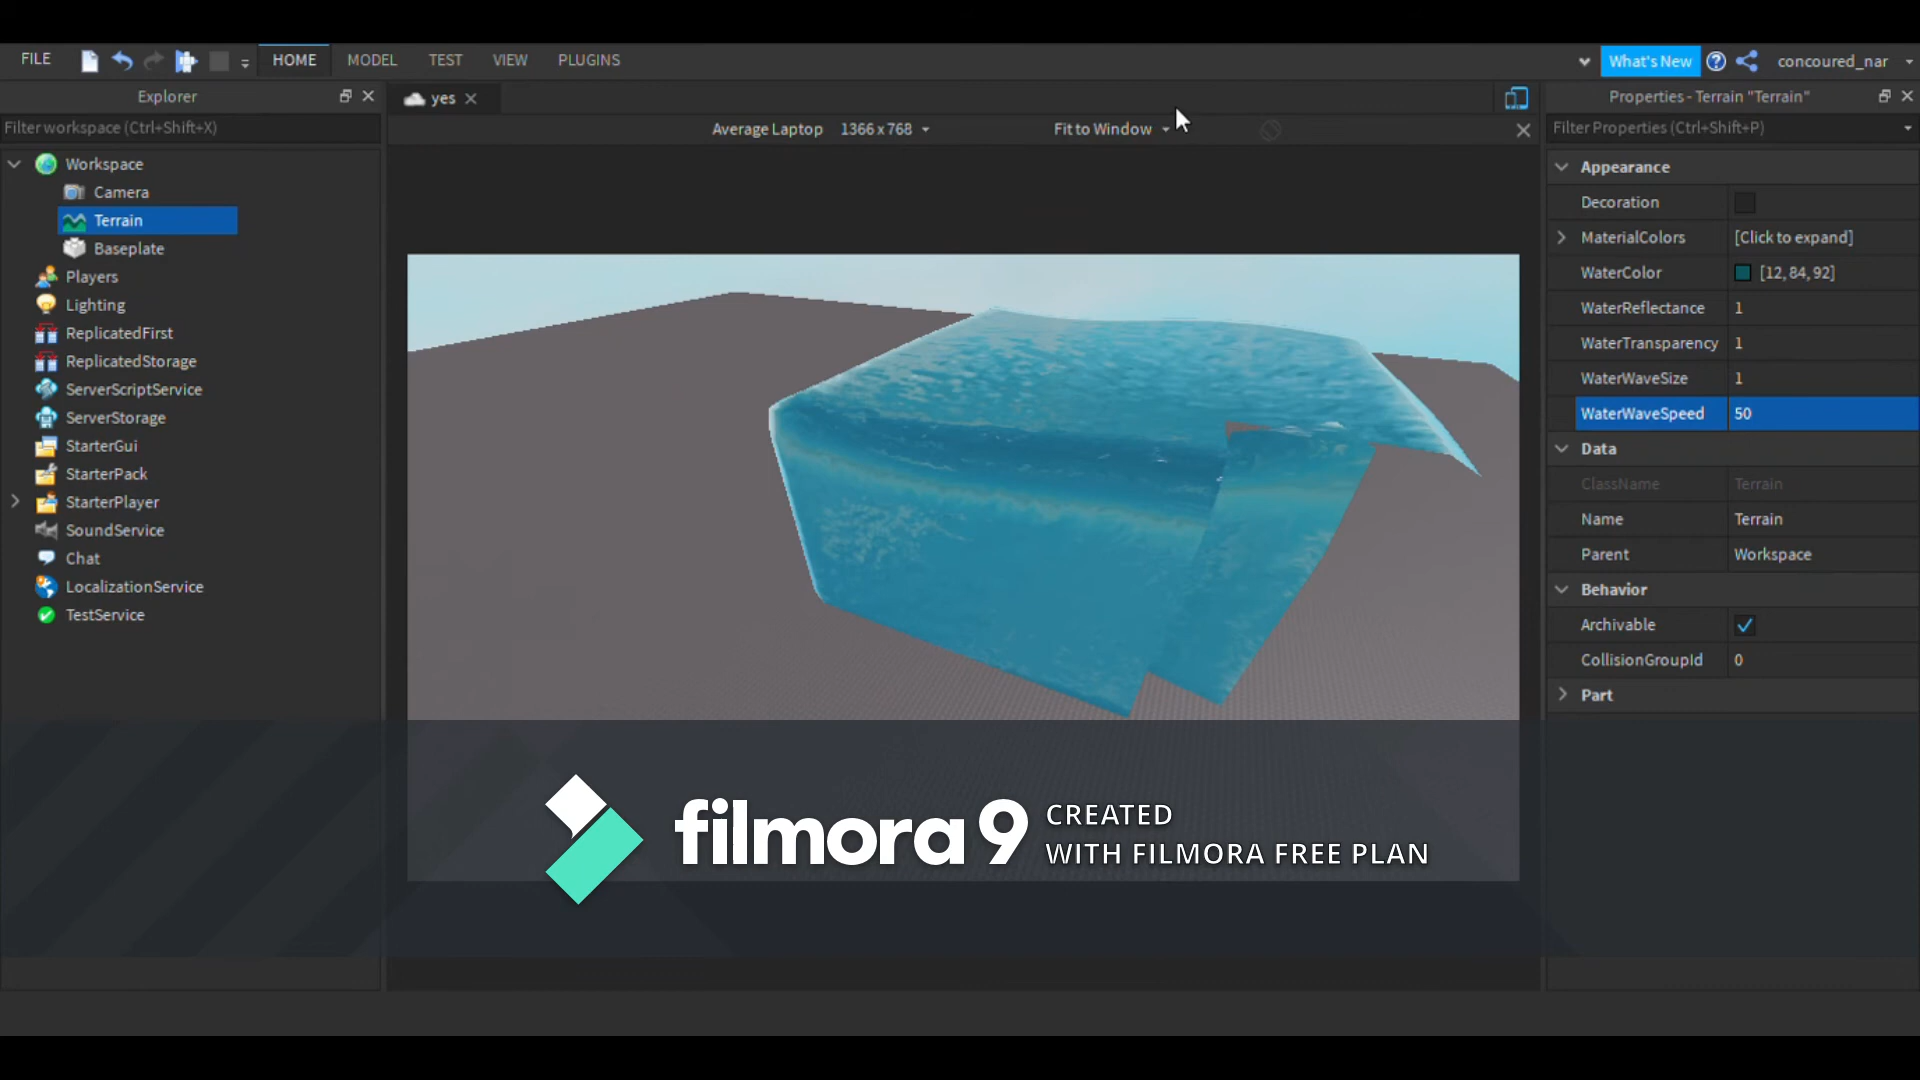 FILE
HOME
MODEL
TEST
VIEW
PLUGINS
What's New
concoured_nar
Explorer
Filter workspace (Ctrl+Shift+X)
Workspace
Camera
Terrain
Baseplate
Players
Lighting
ReplicatedFirst
ReplicatedStorage
ServerScriptService
ServerStorage
StarterGui
StarterPack
StarterPlayer
SoundService
Chat
LocalizationService
TestService
yes
Average Laptop 1366 x 768
Fit to Window
Properties - Terrain "Terrain"
Filter Properties (Ctrl+Shift+P)
Appearance
Decoration
MaterialColors [Click to expand]
WaterColor [12, 84, 92]
WaterReflectance 1
WaterTransparency 1
WaterWaveSize 1
WaterWaveSpeed 50
Data
ClassName Terrain
Name Terrain
Parent Workspace
Behavior
Archivable
CollisionGroupId 0
Part
filmora 9
CREATED
WITH FILMORA FREE PLAN